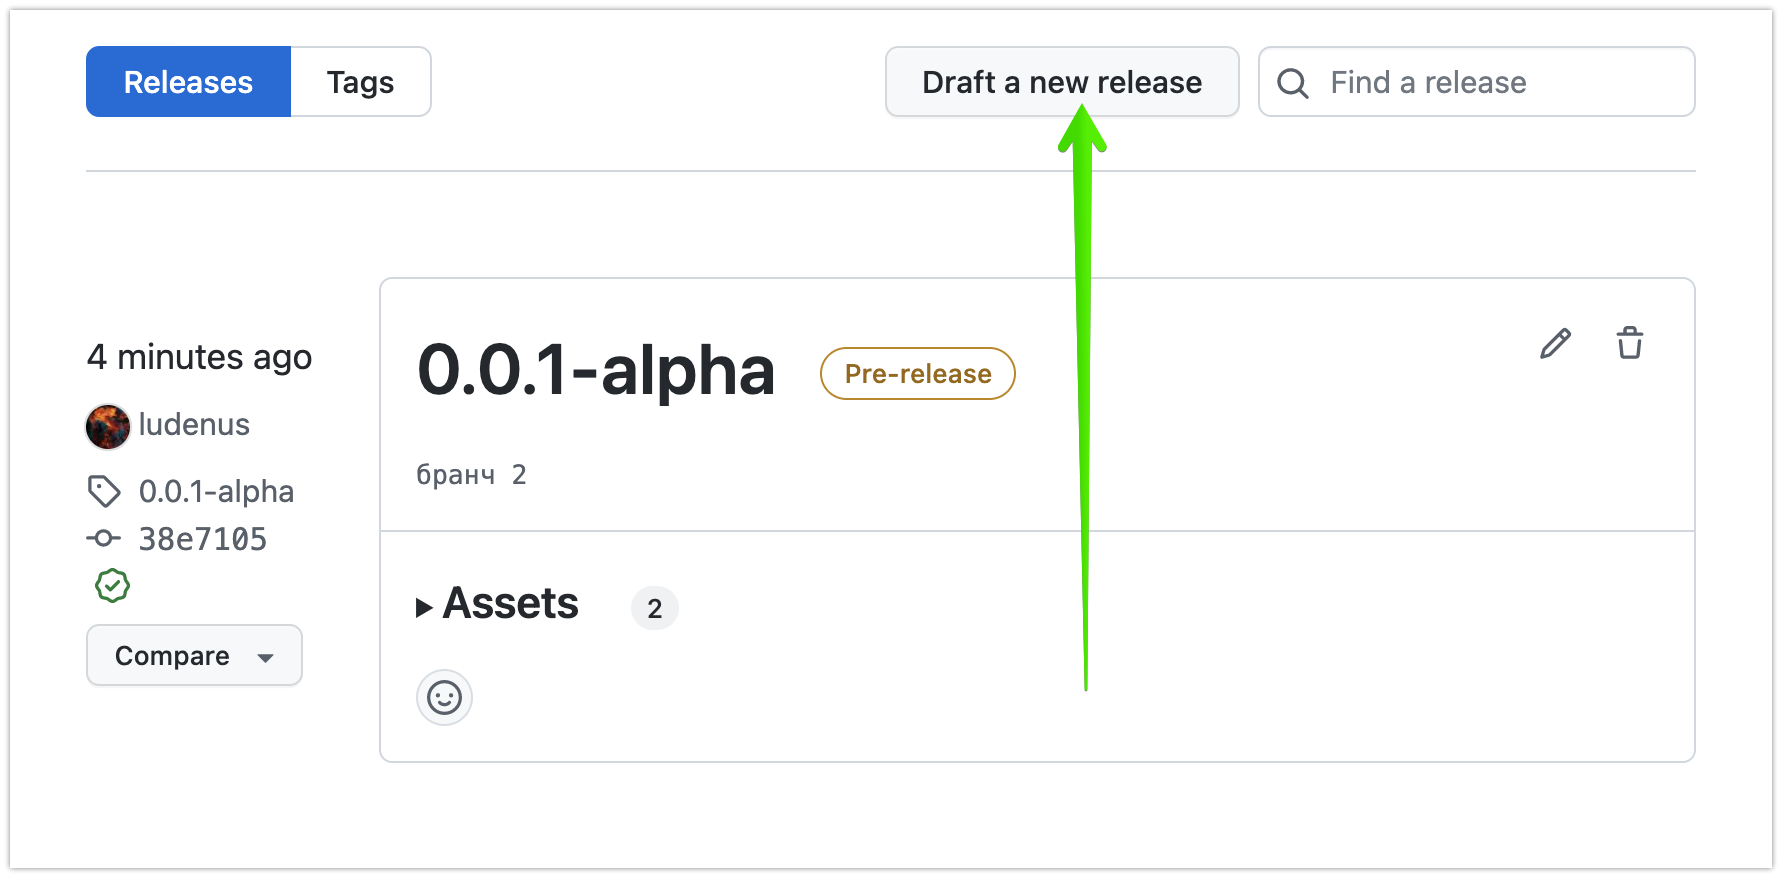 Releases Tags Draft a new release Find a release
4 minutes ago
ludenus
0.0.1-alpha
38e7105
Compare
0.0.1-alpha Pre-release
бранч 2
Assets 2